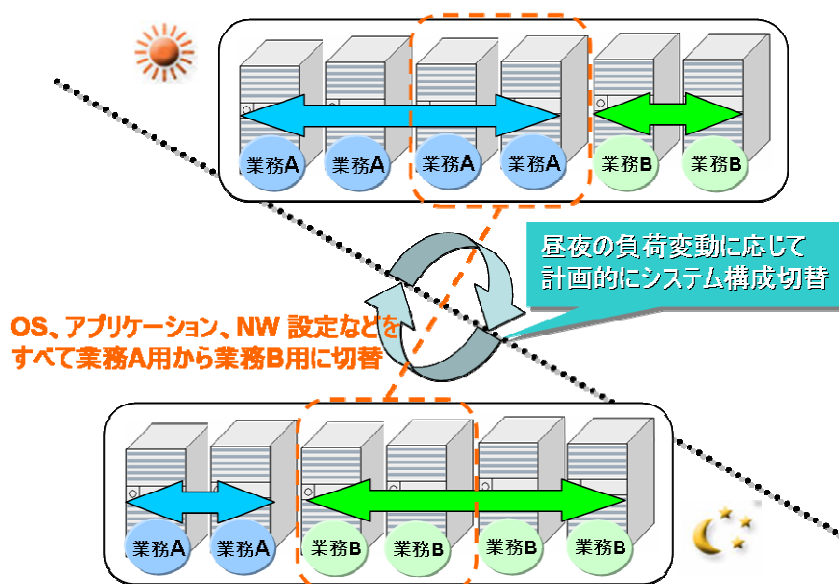 業務A
業務A
業務A
業務A
業務B
業務B
昼夜の負荷変動に応じて
計画的にシステム構成切替
OS、アプリケーション、NW 設定などを
すべて業務A用から業務B用に切替
業務A
業務A
業務B
業務B
業務B
業務B